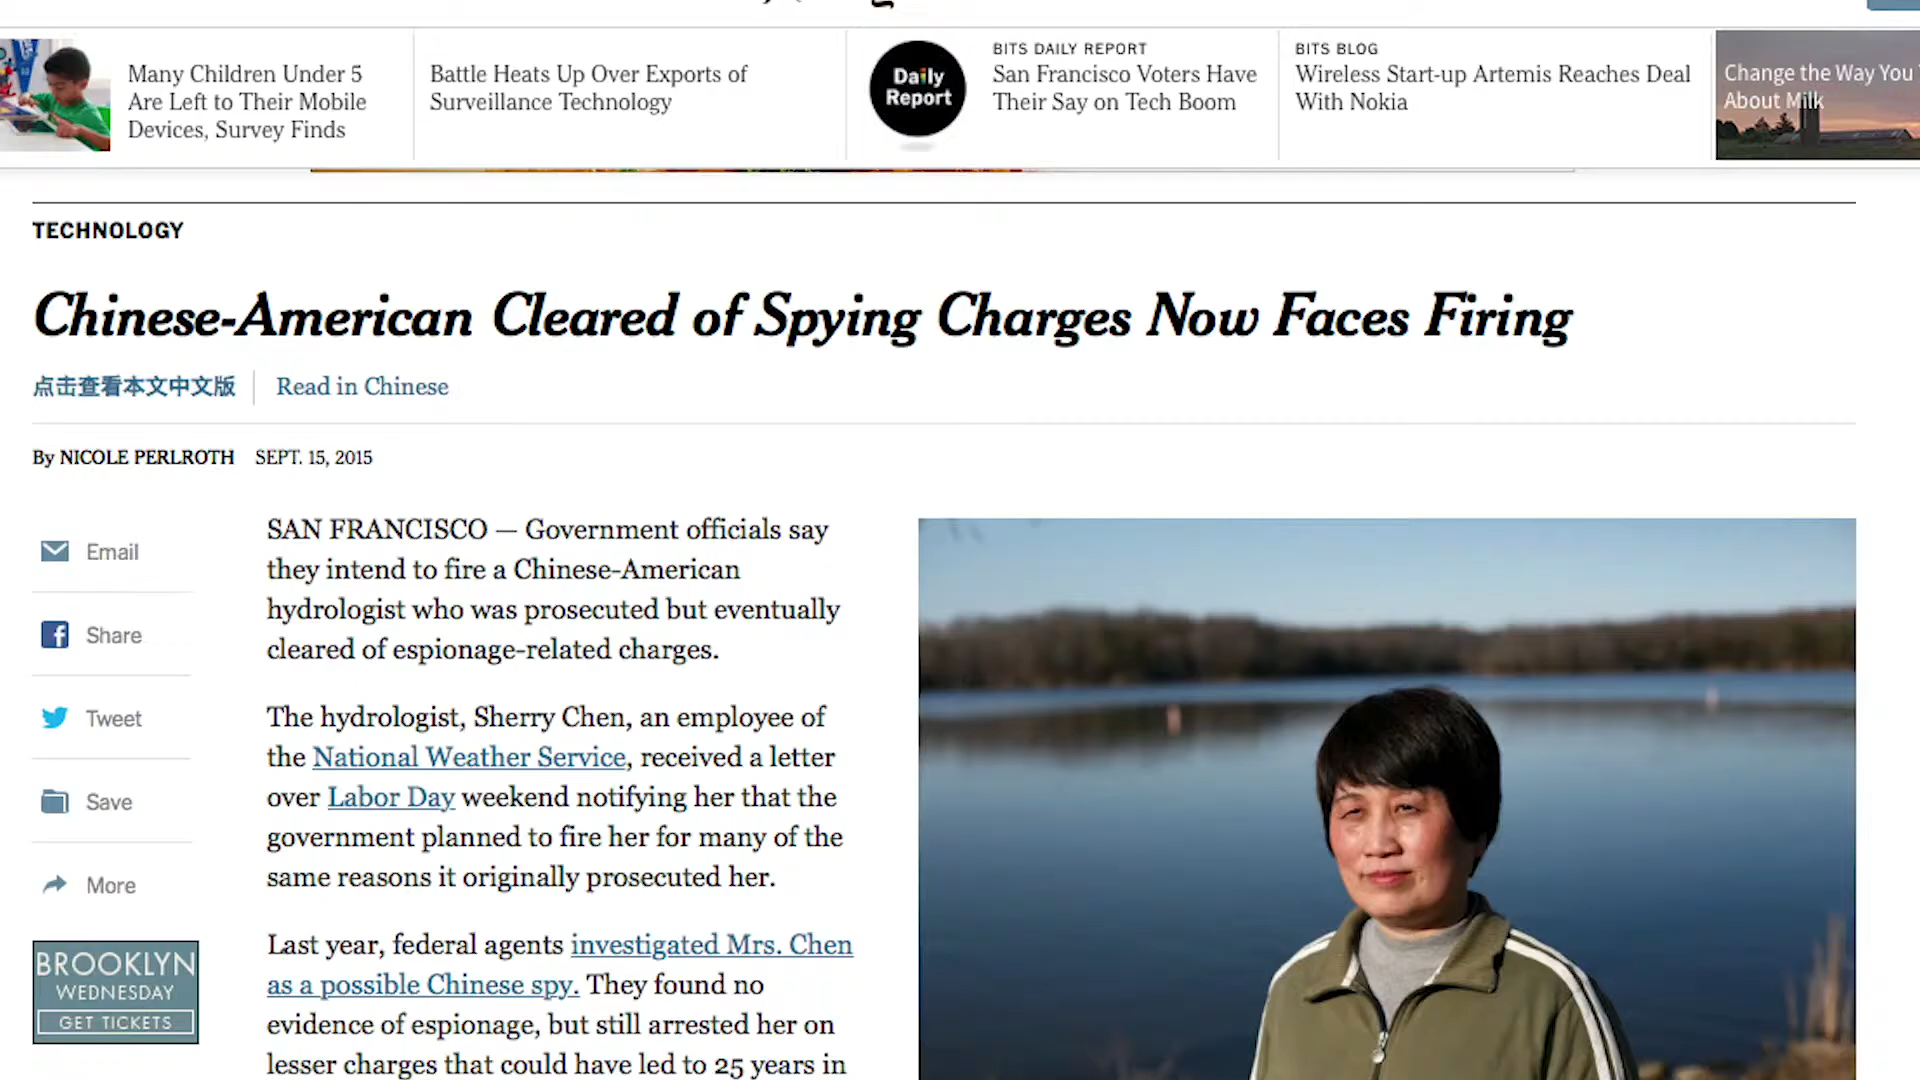 Many Children Under 5
Are Left to Their Mobile
Devices, Survey Finds
Battle Heats Up Over Exports of
Surveillance Technology
Daily
Report
BITS DAILY REPORT
San Francisco Voters Have
Their Say on Tech Boom
BITS BLOG
Wireless Start-up Artemis Reaches Deal
With Nokia
Change the Way You
About Milk
TECHNOLOGY
Chinese-American Cleared of Spying Charges Now Faces Firing
点击查看本文中文版 Read in Chinese
By NICOLE PERLROTH SEPT. 15, 2015
Email
Share
Tweet
Save
More
BROOKLYN
WEDNESDAY
GET TICKETS
SAN FRANCISCO — Government officials say
they intend to fire a Chinese-American
hydrologist who was prosecuted but eventually
cleared of espionage-related charges.
The hydrologist, Sherry Chen, an employee of
the National Weather Service, received a letter
over Labor Day weekend notifying her that the
government planned to fire her for many of the
same reasons it originally prosecuted her.
Last year, federal agents investigated Mrs. Chen
as a possible Chinese spy. They found no
evidence of espionage, but still arrested her on
lesser charges that could have led to 25 years in